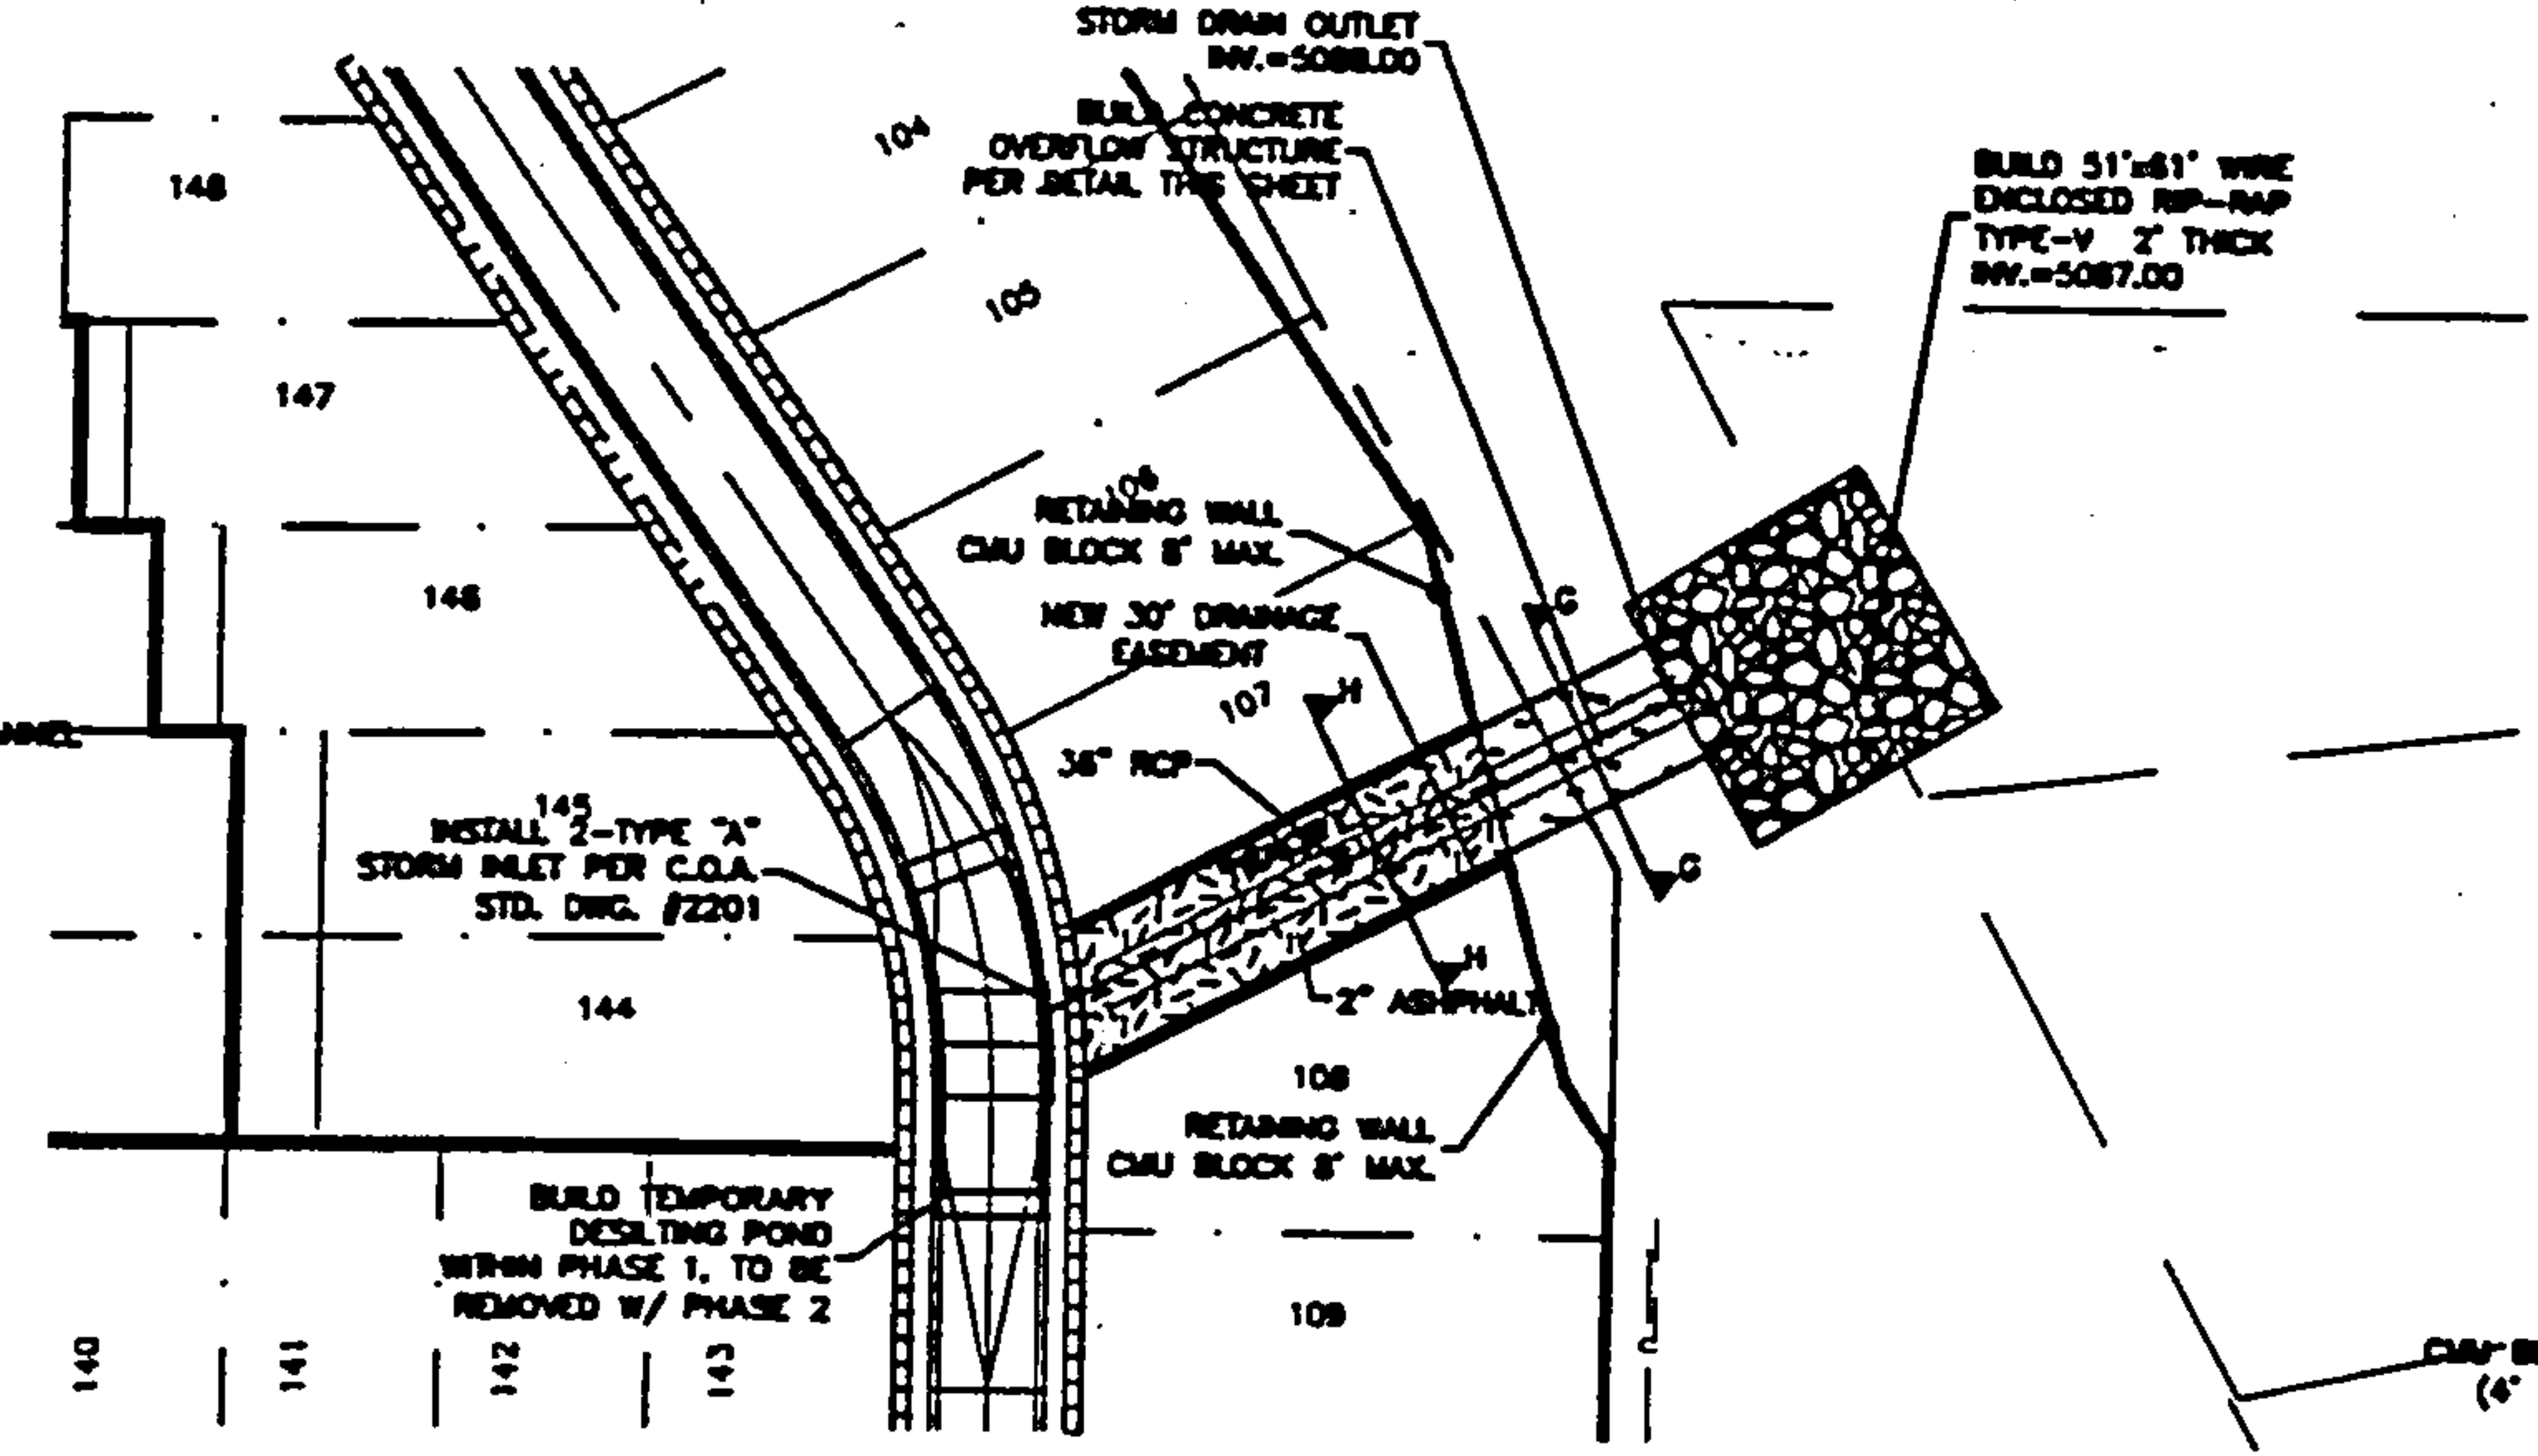 STORM DRAIN OUTLET
BUILD CONCRETE
OVERFLOW STRUCTURE
PER DETAIL THIS SHEET
BUILD 51'x61' WIRE
ENCLOSED RIP-RAP
TYPE-V 2' THICK
INV.=5087.00
104
105
106
107
108
109
148
147
146
145
144
RETAINING WALL
CMU BLOCK 8' MAX.
NEW 30' DRAINAGE
EASEMENT
G
H
36" RCP
INSTALL 2-TYPE "A"
STORM INLET PER C.O.A.
STD. DWG. #2201
G
H
2" ASHPHALT
RETAINING WALL
CMU BLOCK 8' MAX.
BUILD TEMPORARY
DESILTING POND
WITHIN PHASE 1, TO BE
REMOVED W/ PHASE 2
140
141
142
143
(4'